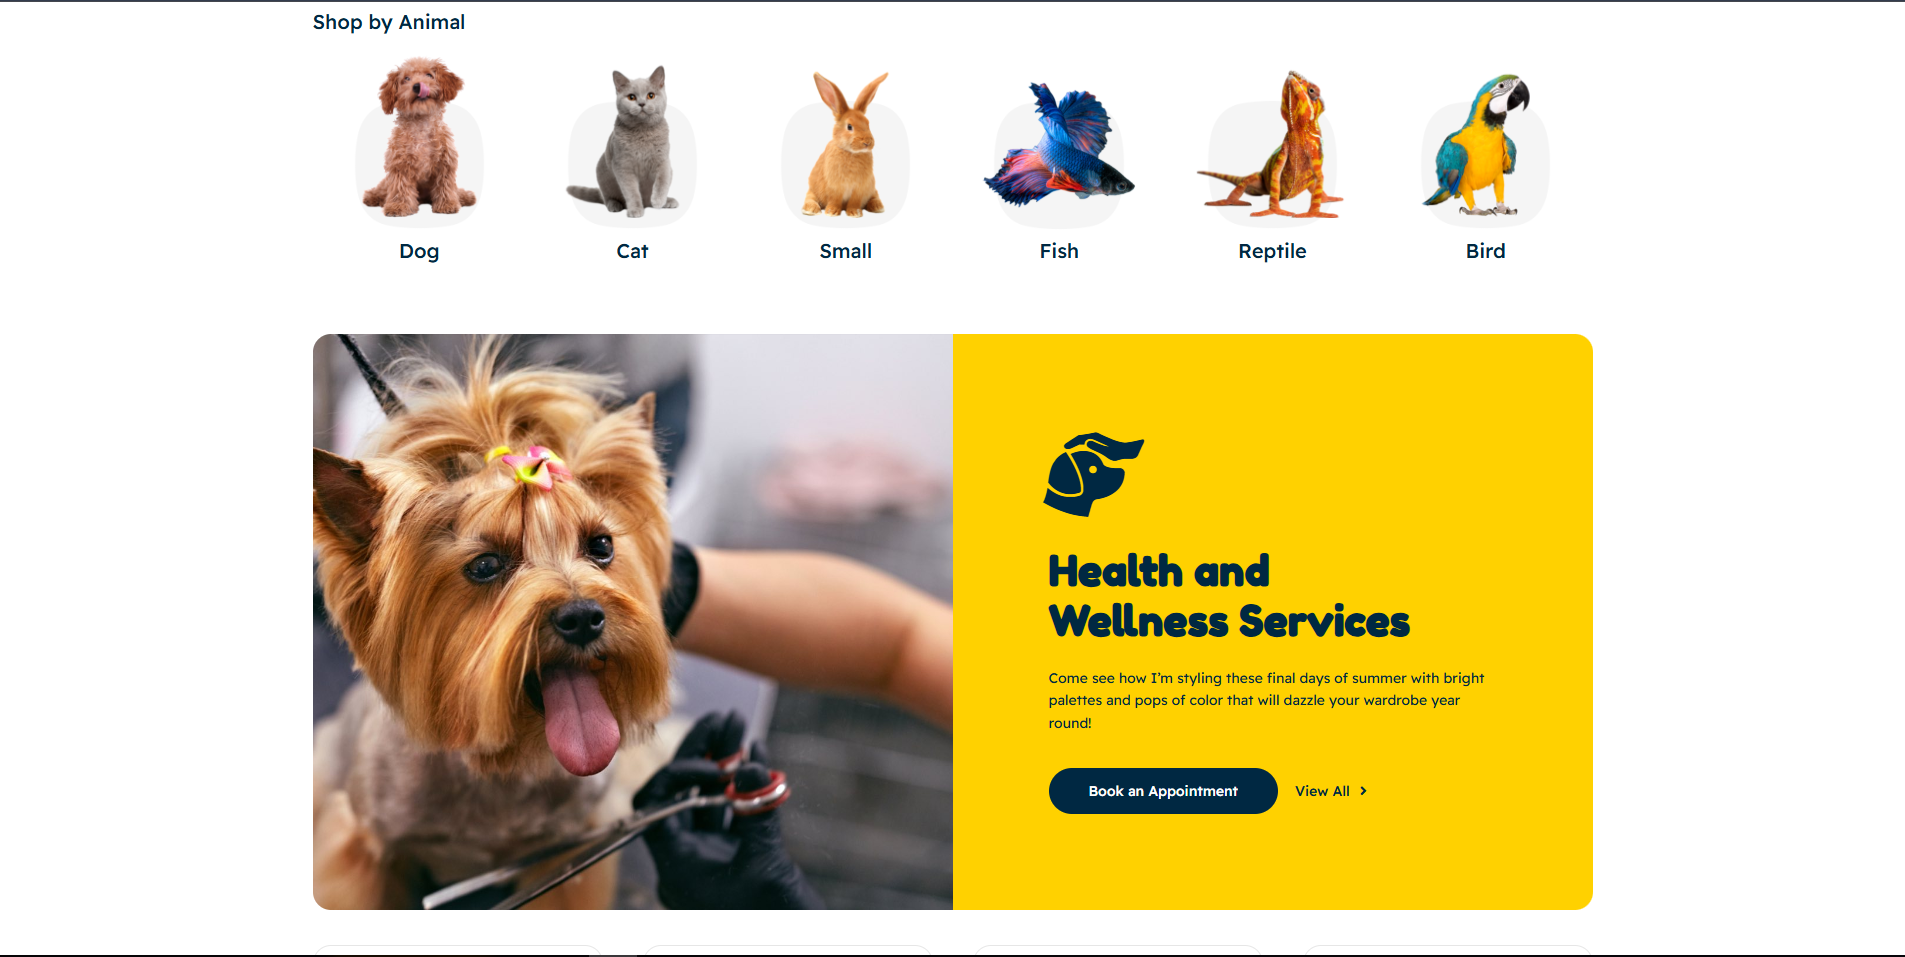 Shop by Animal
Dog
Cat
Small
Fish
Reptile
Bird
Health and
Wellness Services
Come see how I’m styling these final days of summer with bright
palettes and pops of color that will dazzle your wardrobe year
round!
Book an Appointment
View All